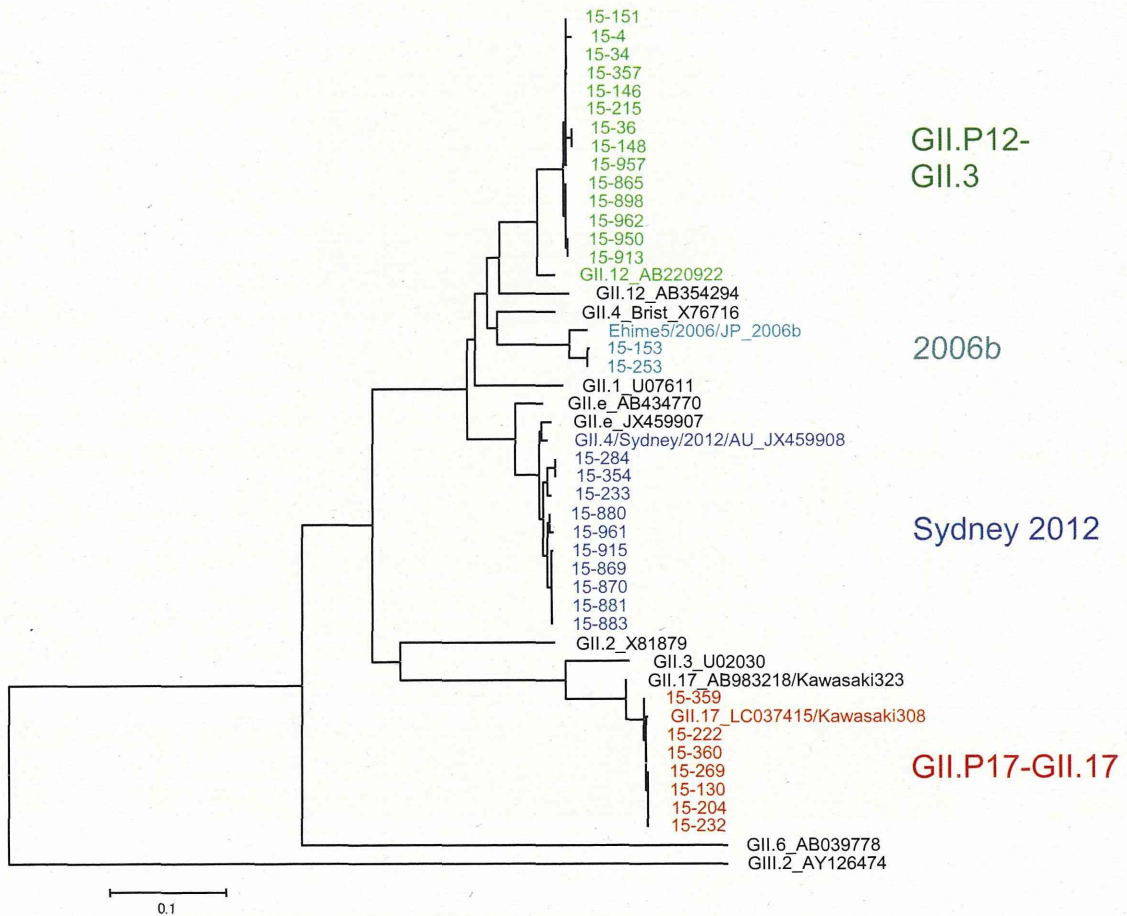 15-151
15-4
15-34
15-357
15-146
15-215
15-36
15-148
15-957
15-865
15-898
15-962
15-950
15-913
GII.12_AB220922
GII.12_AB354294
GII.4_Brist_X76716
Ehime5/2006/JP_2006b
15-153
15-253
GII.1_U07611
GII.e_AB434770
GII.e_JX459907
GII.4/Sydney/2012/AU_JX459908
15-284
15-354
15-233
15-880
15-961
15-915
15-869
15-870
15-881
15-883
GII.2_X81879
GII.3_U02030
GII.17_AB983218/Kawasaki323
15-359
GII.17_LC037415/Kawasaki308
15-222
15-360
15-269
15-130
15-204
15-232
GII.6_AB039778
GIII.2_AY126474
0.1
GII.P12-
GII.3
2006b
Sydney 2012
GII.P17-GII.17